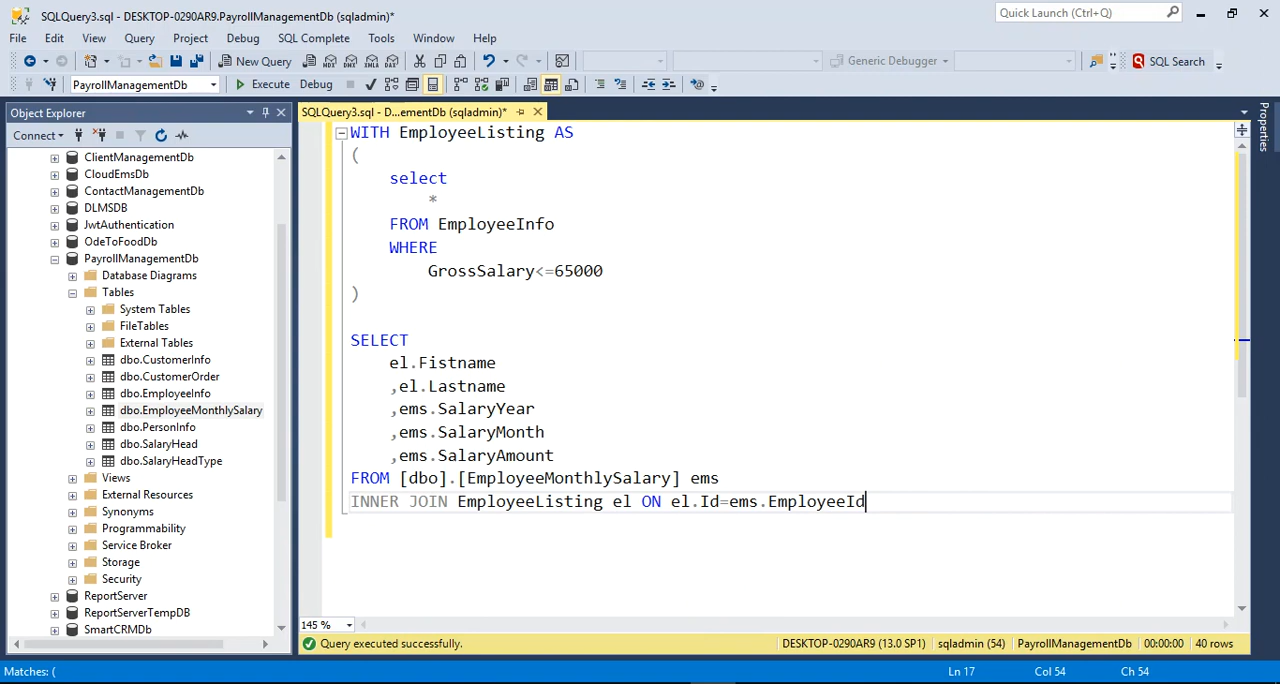 SQLQuery3.sql - DESKTOP-0290AR9.PayrollManagementDb (sqladmin)*
Quick Launch (Ctrl+Q)
File Edit View Query Project Debug SQL Complete Tools Window Help
New Query
MDX DMX XMLA DAX
Generic Debugger
SQL Search
PayrollManagementDb
Execute Debug
Object Explorer
SQLQuery3.sql - D...ementDb (sqladmin)*
Properties
Connect
ClientManagementDb
CloudEmsDb
ContactManagementDb
DLMSDB
JwtAuthentication
OdeToFoodDb
PayrollManagementDb
Database Diagrams
Tables
System Tables
FileTables
External Tables
dbo.CustomerInfo
dbo.CustomerOrder
dbo.EmployeeInfo
dbo.EmployeeMonthlySalary
dbo.PersonInfo
dbo.SalaryHead
dbo.SalaryHeadType
Views
External Resources
Synonyms
Programmability
Service Broker
Storage
Security
ReportServer
ReportServerTempDB
SmartCRMDb
WITH EmployeeListing AS
(
select
*
FROM EmployeeInfo
WHERE
GrossSalary<=65000
)
SELECT
el.Fistname
,el.Lastname
,ems.SalaryYear
,ems.SalaryMonth
,ems.SalaryAmount
FROM [dbo].[EmployeeMonthlySalary] ems
INNER JOIN EmployeeListing el ON el.Id=ems.EmployeeId
145 %
Query executed successfully.
DESKTOP-0290AR9 (13.0 SP1) sqladmin (54) PayrollManagementDb 00:00:00 40 rows
Matches: (
Ln 17 Col 54 Ch 54